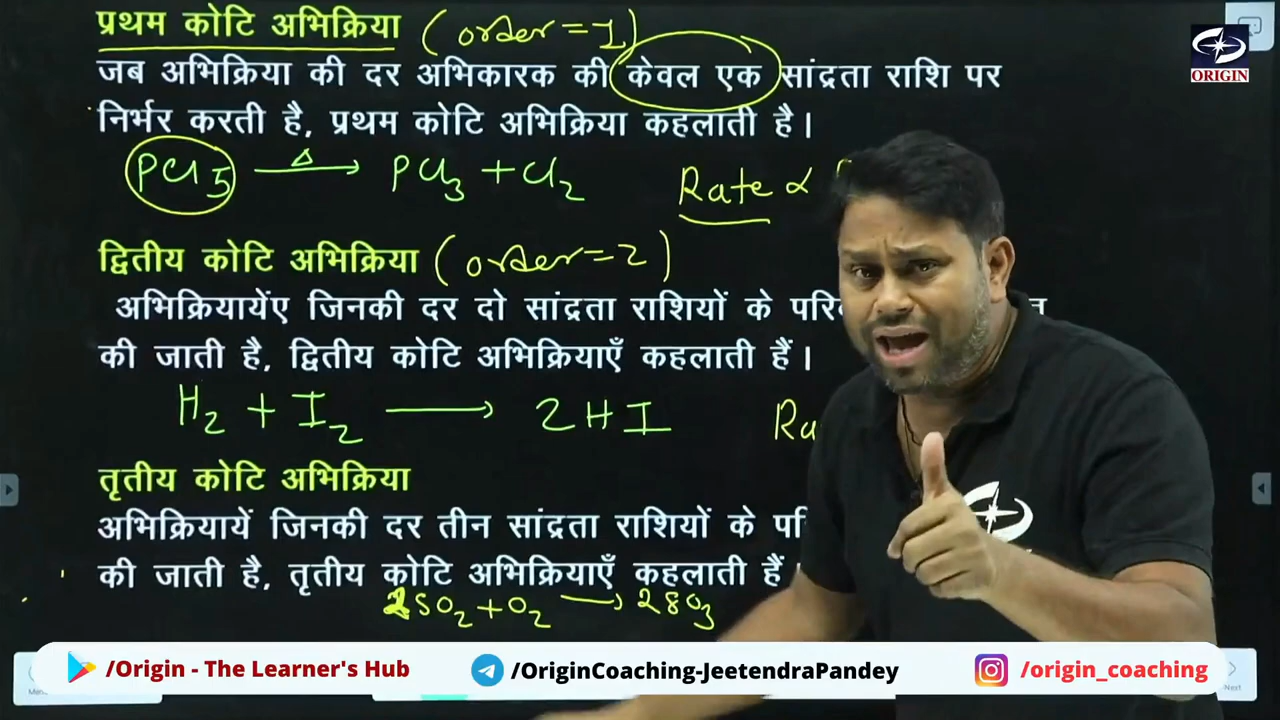 प्रथम कोटि अभिक्रिया (order = 1)
जब अभिक्रिया की दर अभिकारक की केवल एक सांद्रता राशि पर
निर्भर करती है, प्रथम कोटि अभिक्रिया कहलाती है।
PCl5 —Δ→ PCl3 + Cl2 Rate ∝
द्वितीय कोटि अभिक्रिया (order = 2)
अभिक्रियायेंए जिनकी दर दो सांद्रता राशियों के
की जाती है, द्वितीय कोटि अभिक्रियाएँ कहलाती हैं।
H2 + I2 → 2HI Ra
तृतीय कोटि अभिक्रिया
अभिक्रियायें जिनकी दर तीन सांद्रता राशियों के
की जाती है, तृतीय कोटि अभिक्रियाएँ कहलाती हैं।
2SO2 + O2 → 2SO3
ORIGIN
/Origin - The Learner's Hub /OriginCoaching-JeetendraPandey /origin_coaching
Next